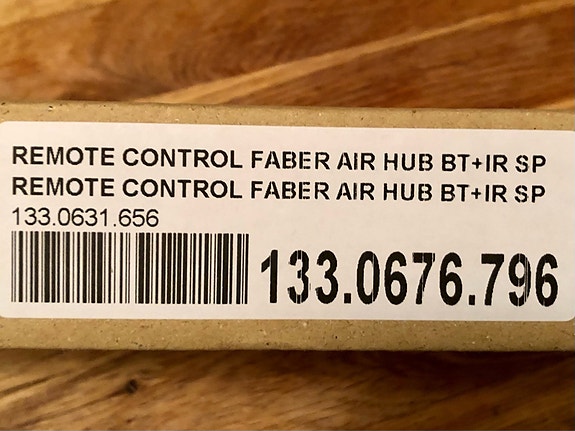 REMOTE CONTROL FABER AIR HUB BT+IR SP
REMOTE CONTROL FABER AIR HUB BT+IR SP
133.0631.656
133.0676.796